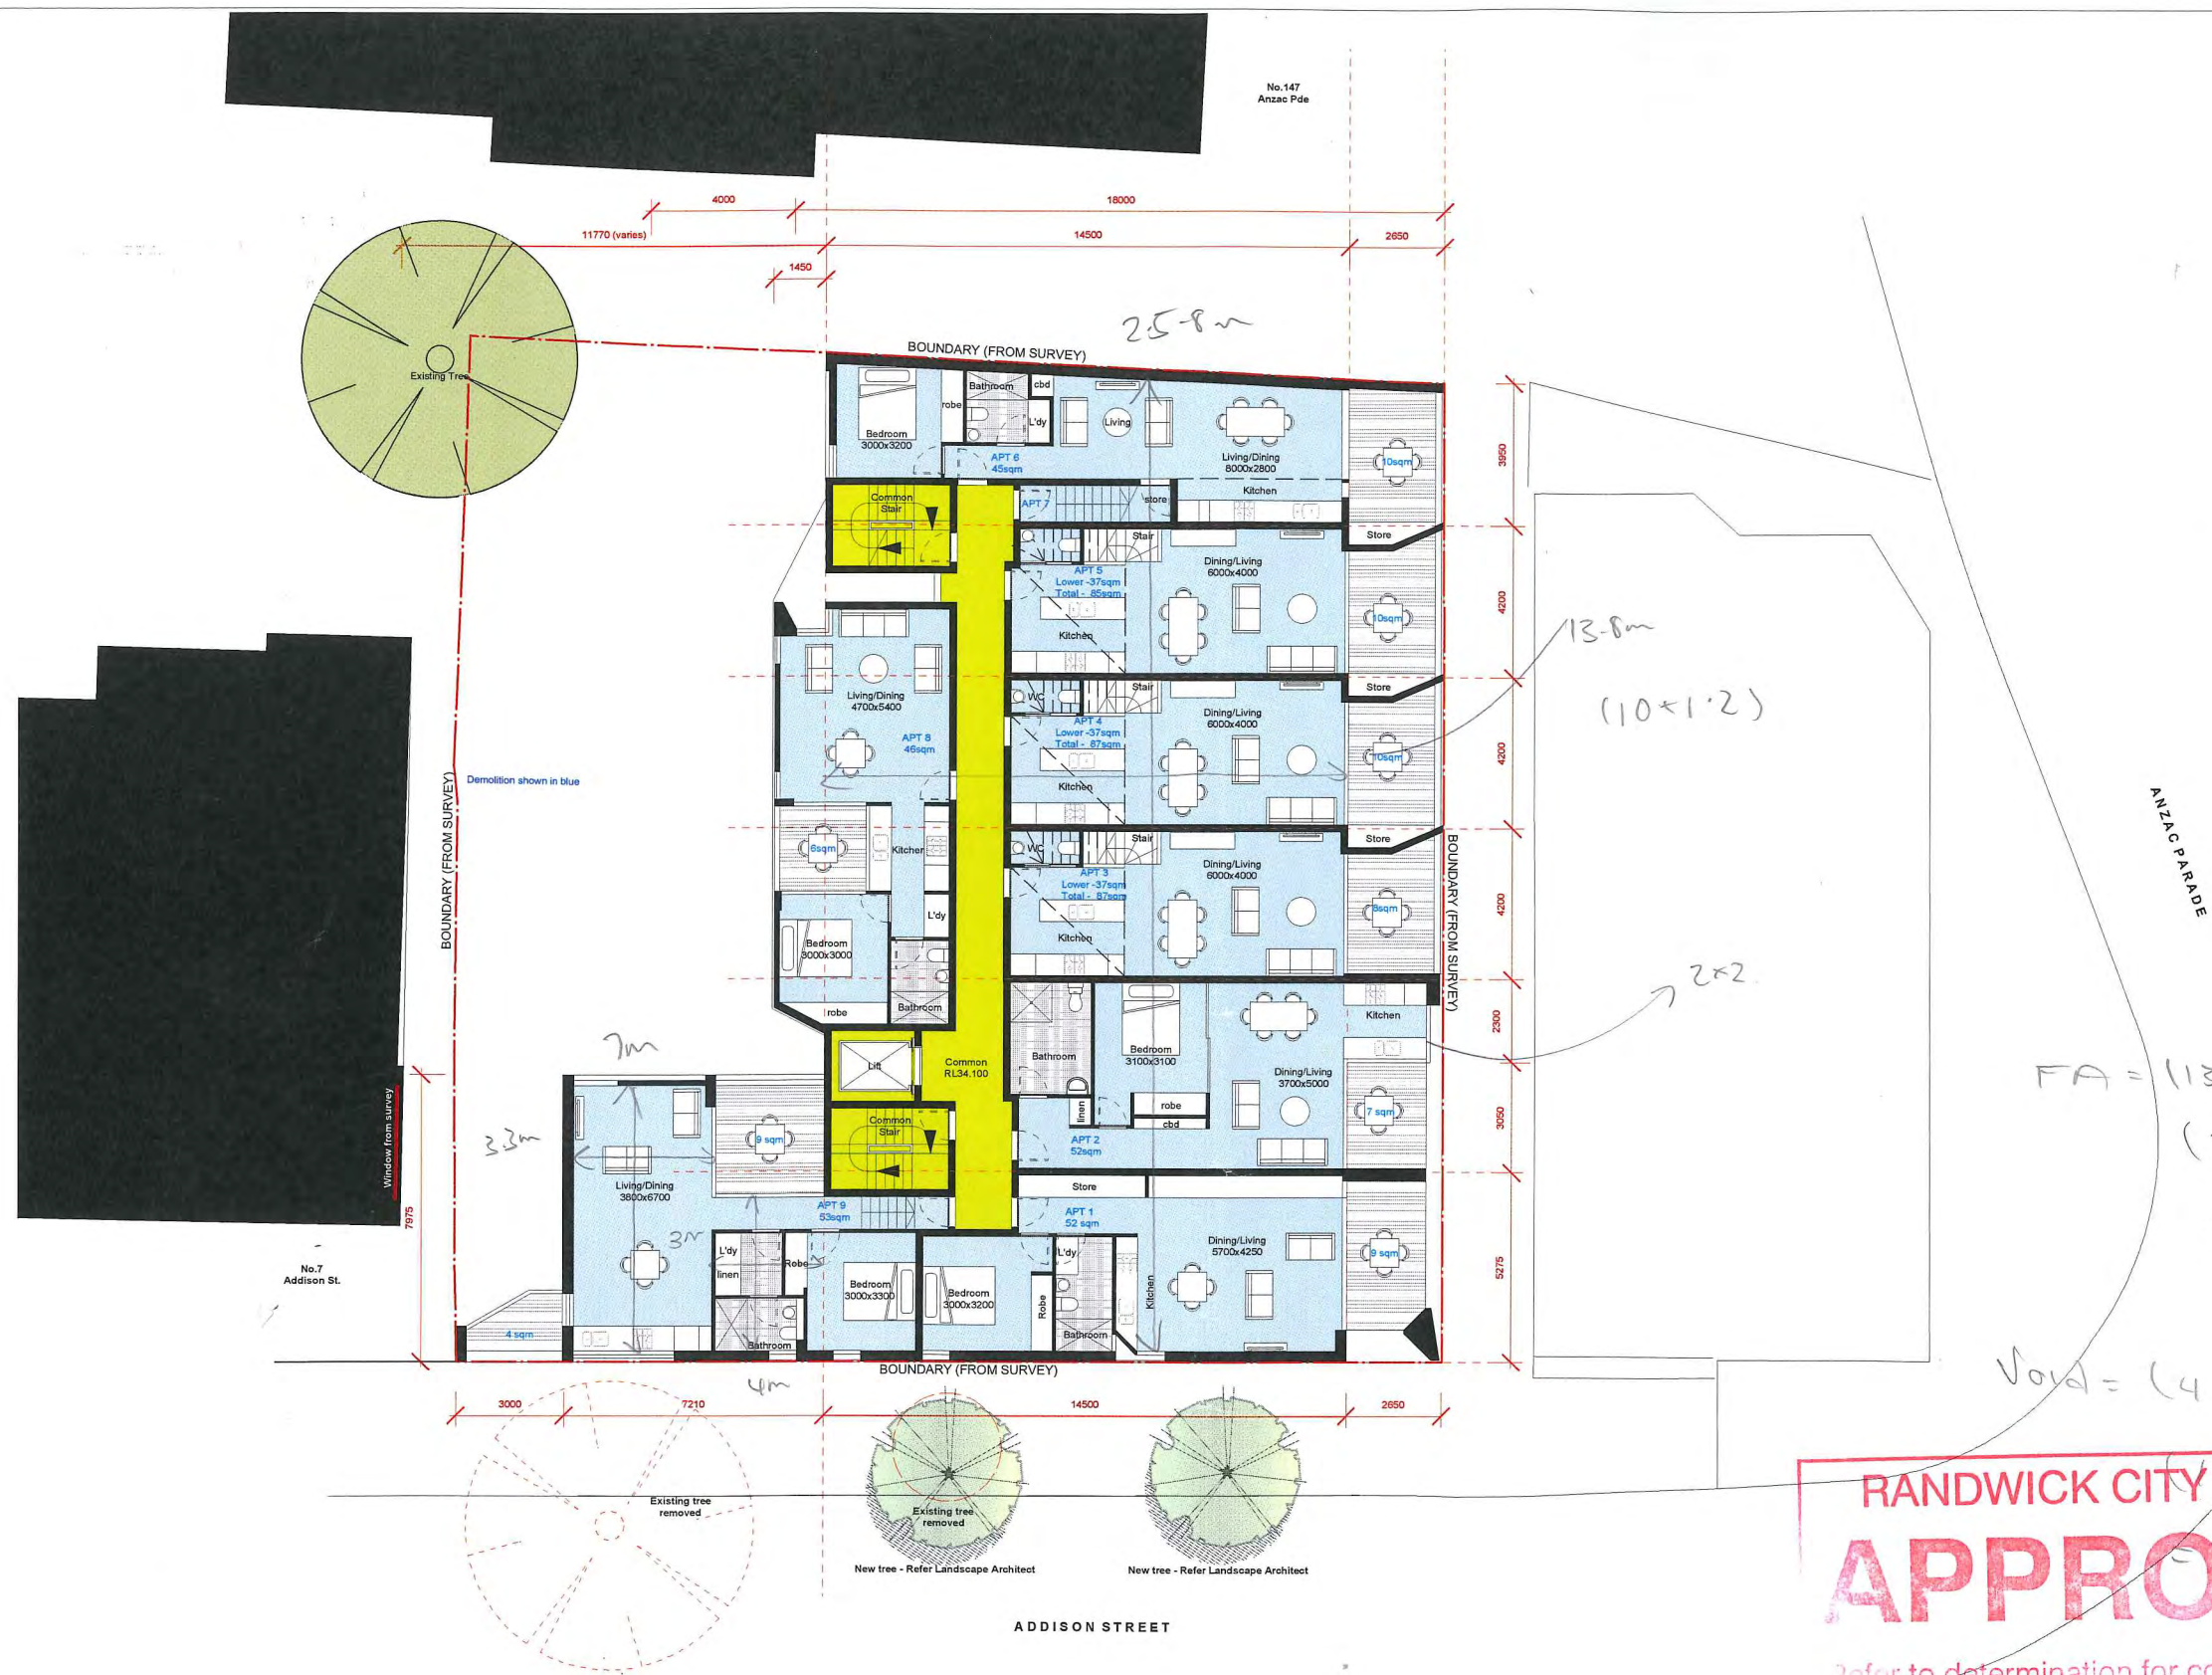 No.147
Anzac Pde
4000
18000
11770 (varies)
14500
2650
1450
25.8m
BOUNDARY (FROM SURVEY)
Existing Tree
Bathroom
cbd
robe
L'dy
Living
Bedroom
3000x3200
APT 6
45sqm
Living/Dining
8000x2800
10sqm
3950
Kitchen
Common
Stair
APT 7
store
Store
Stair
Dining/Living
6000x4000
APT 5
Lower -37sqm
Total - 85sqm
10sqm
4200
Kitchen
13.8m
Living/Dining
4700x5400
APT 8
46sqm
WC
Stair
Store
Dining/Living
6000x4000
APT 4
Lower -37sqm
Total - 87sqm
10sqm
4200
(10x1.2)
Kitchen
Demolition shown in blue
BOUNDARY (FROM SURVEY)
ANZAC PARADE
6sqm
Kitchen
WC
Stair
Store
Dining/Living
6000x4000
APT 3
Lower -37sqm
Total - 87sqm
8sqm
4200
Kitchen
BOUNDARY (FROM SURVEY)
L'dy
Bedroom
3000x3000
robe
Bathroom
2x2
Kitchen
2300
7m
Lift
Common
RL34.100
Bathroom
Bedroom
3100x3100
Dining/Living
3700x5000
FA = (13
(
Window from survey
7975
3.3m
9 sqm
Common
Stair
linen
robe
cbd
7 sqm
3050
APT 2
52sqm
Living/Dining
3800x6700
Store
APT 9
53sqm
APT 1
52 sqm
3m
L'dy
linen
Robe
Bedroom
3000x3300
Bedroom
3000x3200
Robe
L'dy
Kitchen
Dining/Living
5700x4250
9 sqm
5275
No.7
Addison St.
4 sqm
Bathroom
Bathroom
BOUNDARY (FROM SURVEY)
4m
Void = (4
3000
7210
14500
2650
Existing tree
removed
Existing tree
removed
New tree - Refer Landscape Architect
New tree - Refer Landscape Architect
RANDWICK CITY
APPRO
Refer to determination for co
ADDISON STREET